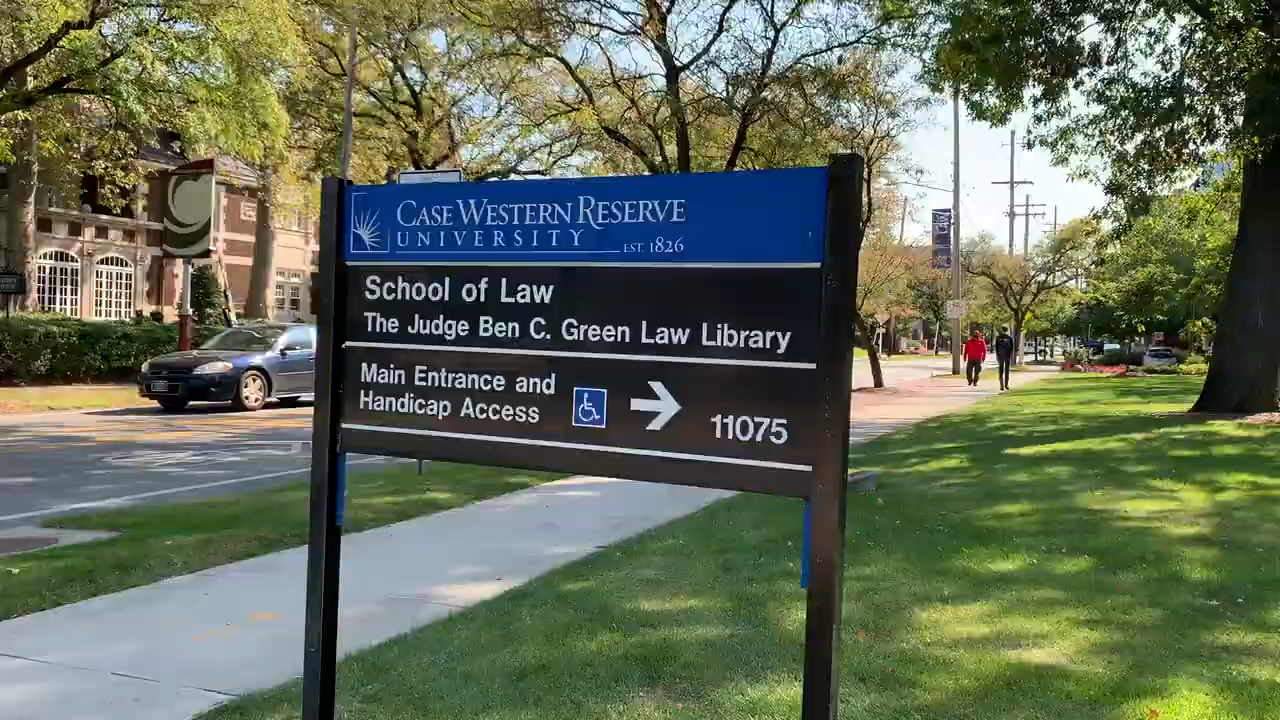 CASE WESTERN RESERVE
UNIVERSITY EST. 1826
School of Law
The Judge Ben C. Green Law Library
Main Entrance and
Handicap Access
11075